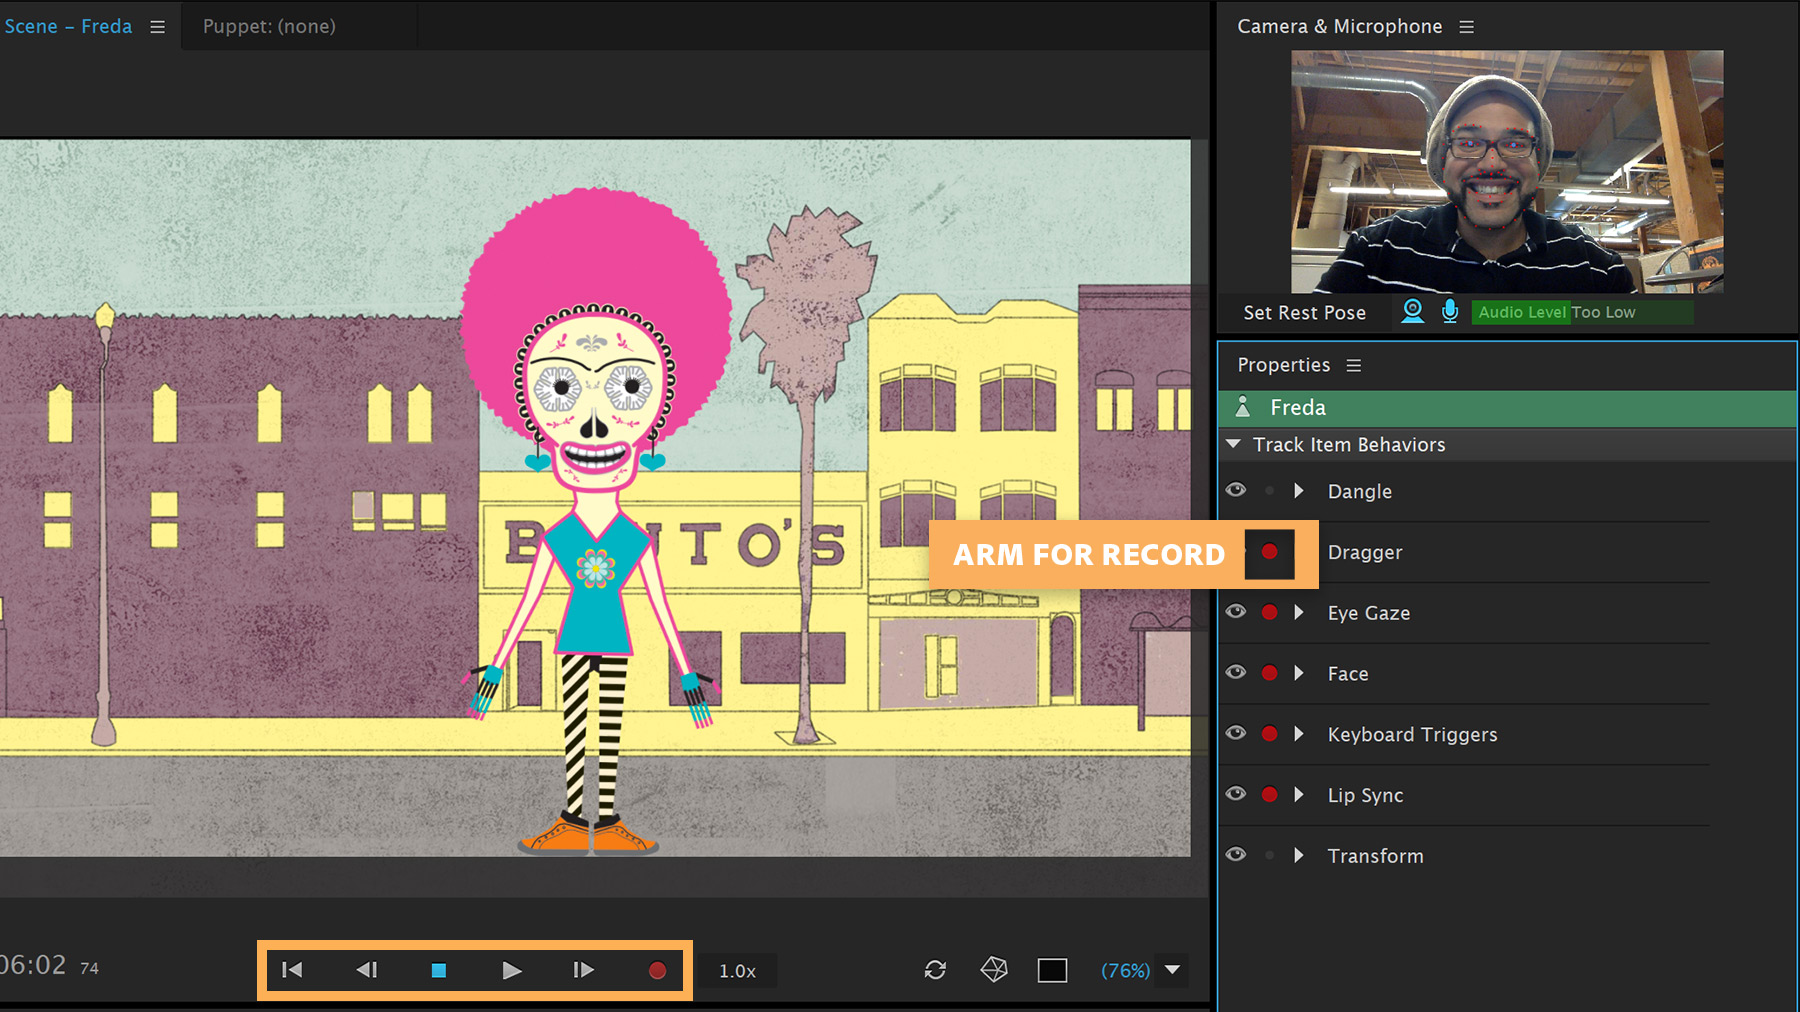 Scene – Freda
Puppet: (none)
Camera & Microphone
Set Rest Pose
Audio Level Too Low
Properties
Freda
Track Item Behaviors
Dangle
ARM FOR RECORD
Dragger
Eye Gaze
Face
Keyboard Triggers
Lip Sync
Transform
06:02 74
1.0x
(76%)